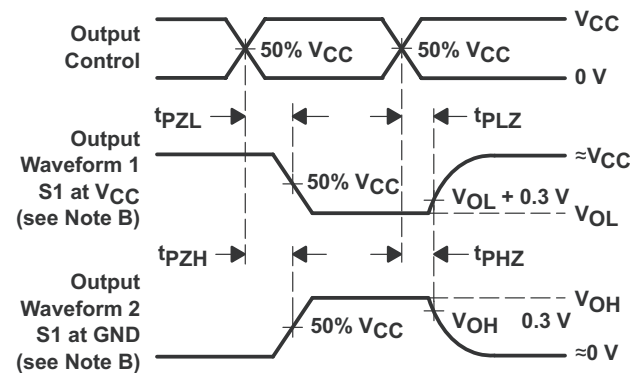 Output
Control
50% VCC
50% VCC
VCC
0 V
tPZL
tPLZ
Output
Waveform 1
S1 at VCC
(see Note B)
50% VCC
VOL + 0.3 V
≈VCC
VOL
tPZH
tPHZ
Output
Waveform 2
S1 at GND
(see Note B)
50% VCC
VOH 0.3 V
VOH
≈0 V